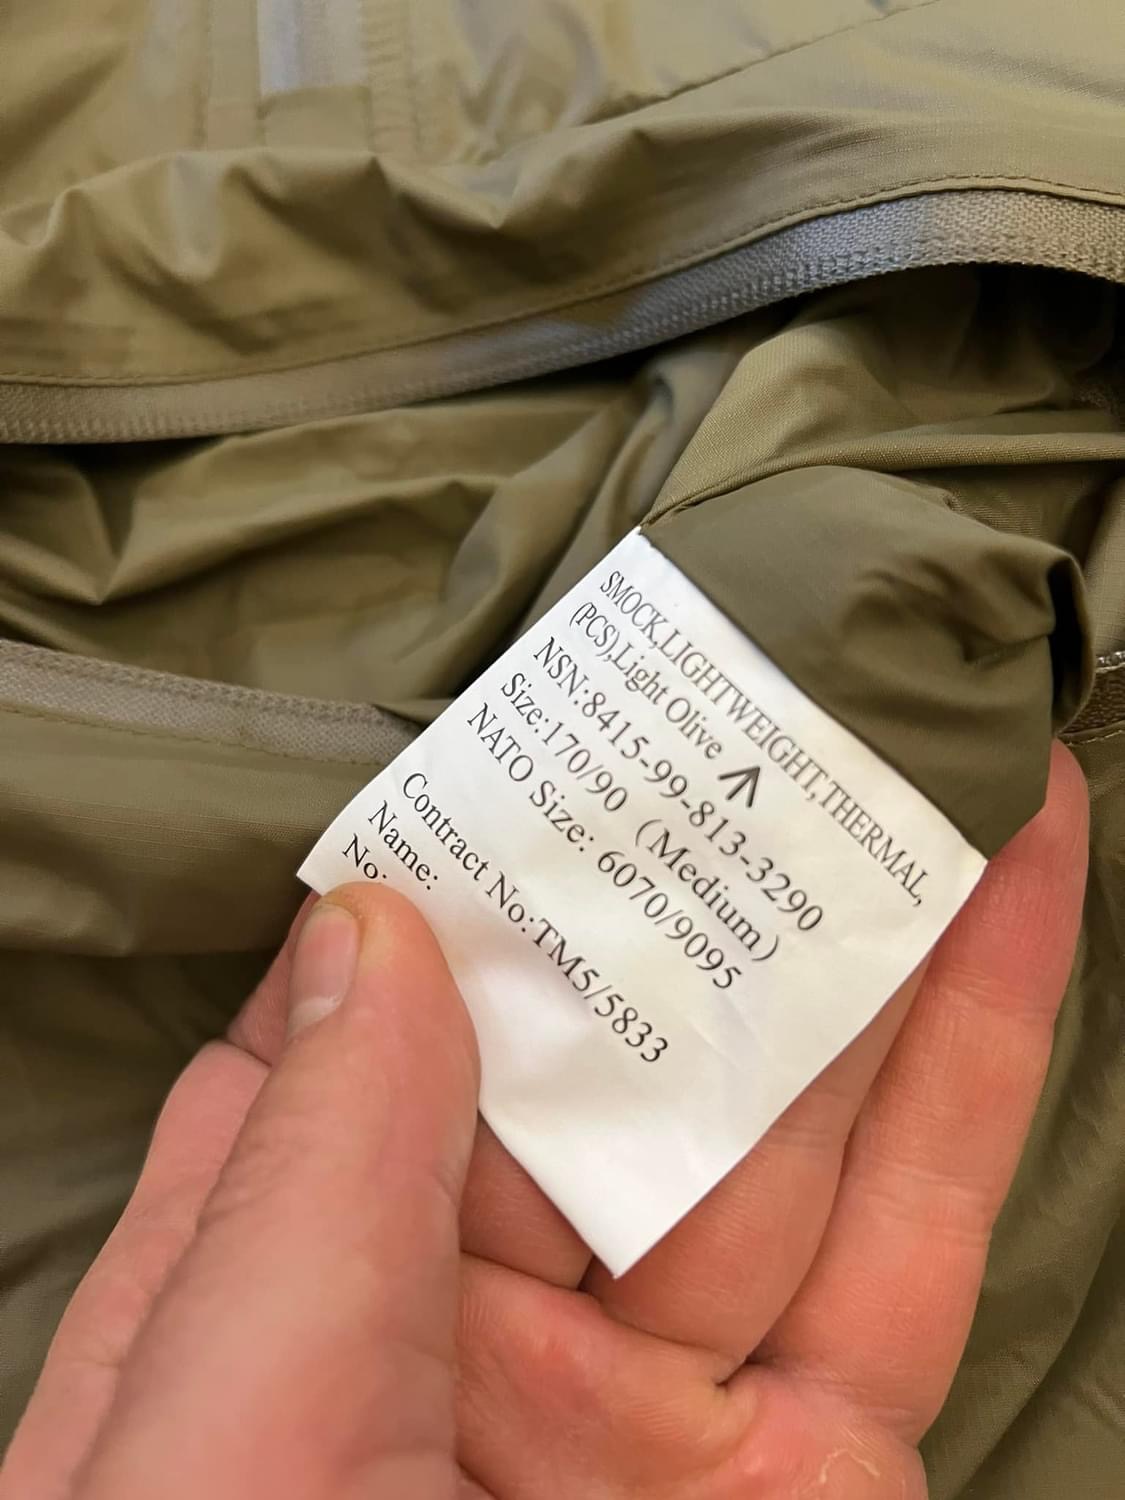 SMOCK,LIGHTWEIGHT,THERMAL,
(PCS),Light Olive
NSN:8415-99-813-3290
Size:170/90 (Medium)
NATO Size: 6070/9095
Contract No:TM5/5833
Name:
No: